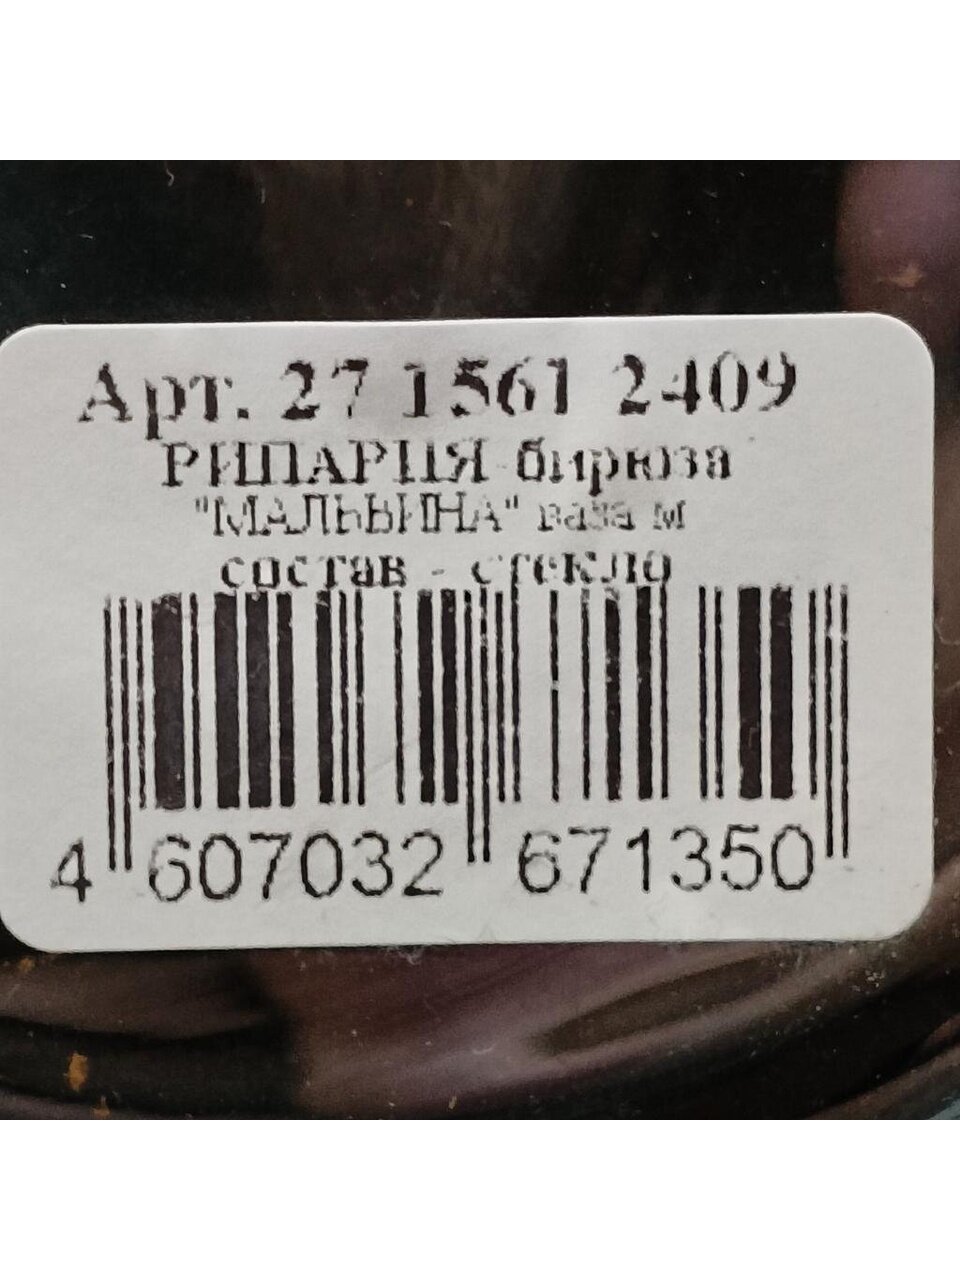 Арт. 27 1561 2409
РИПАРИЯ бирюза
"МАЛЬВИНА" ваза м
состав - стекло
4 607032 671350